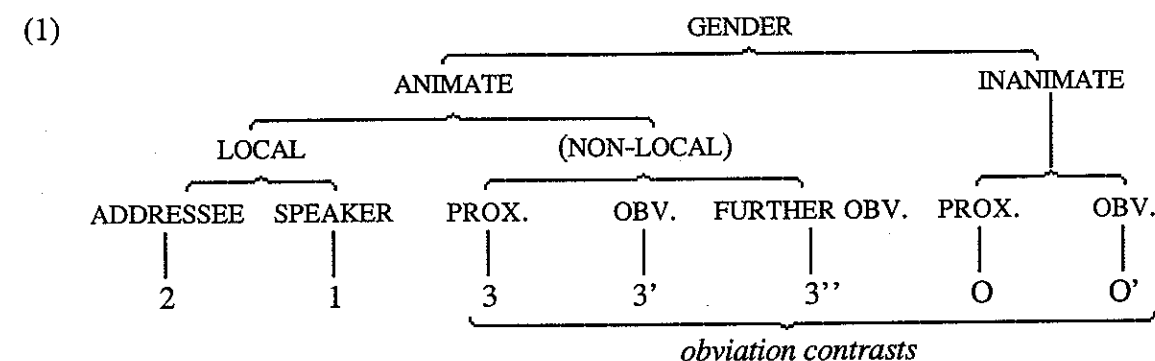 (1) GENDER
ANIMATE INANIMATE
LOCAL (NON-LOCAL)
ADDRESSEE SPEAKER PROX. OBV. FURTHER OBV. PROX. OBV.
2 1 3 3' 3'' O O'
obviation contrasts